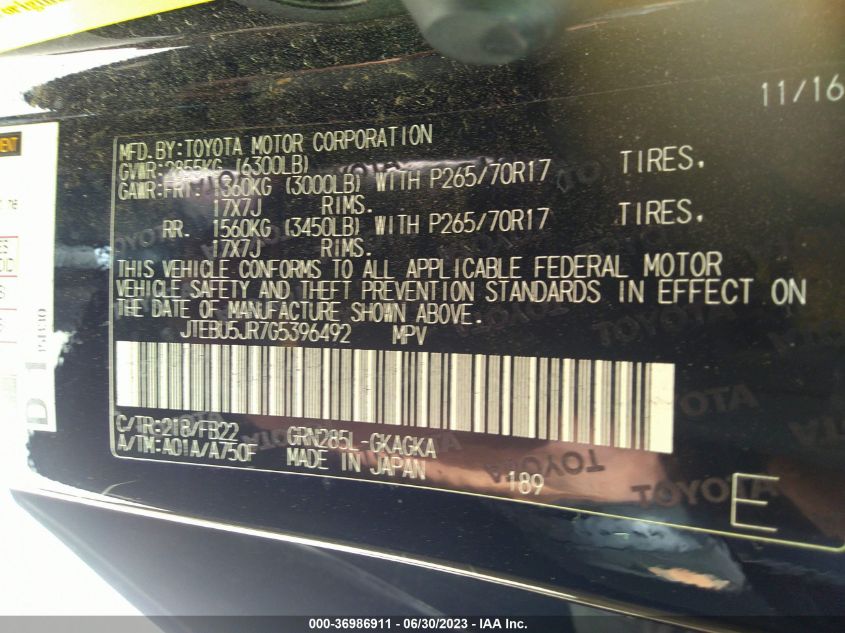 11/16
MFD.BY:TOYOTA MOTOR CORPORATION
GVWR:2855KG (6300LB)
GAWR:FRT. 1360KG (3000LB) WITH P265/70R17 TIRES,
17X7J RIMS.
RR. 1560KG (3450LB) WITH P265/70R17 TIRES,
17X7J RIMS.
THIS VEHICLE CONFORMS TO ALL APPLICABLE FEDERAL MOTOR
VEHICLE SAFETY AND THEFT PREVENTION STANDARDS IN EFFECT ON
THE DATE OF MANUFACTURE SHOWN ABOVE.
JTEBU5JR7G5396492 MPV
C/TR:218/FB22 GRN285L-GKAGKA
A/TM:A01A/A750F MADE IN JAPAN
189
E
TOYOTA
TOYOTA
TOYOTA
000-36986911 - 06/30/2023 - IAA Inc.